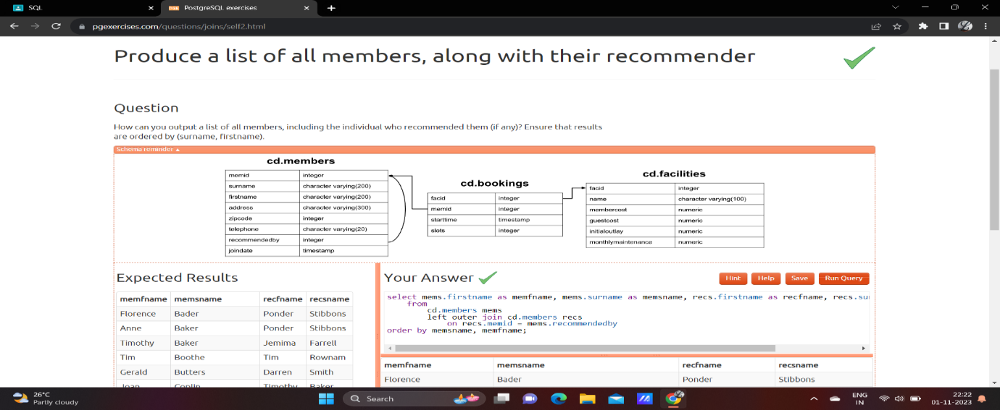 SQL
PostgreSQL exercises
pgexercises.com/questions/joins/self2.html
Produce a list of all members, along with their recommender
Question
How can you output a list of all members, including the individual who recommended them (if any)? Ensure that results
are ordered by (surname, firstname).
Schema reminder
cd.members
memid integer
surname character varying(200)
firstname character varying(200)
address character varying(300)
zipcode integer
telephone character varying(20)
recommendedby integer
joindate timestamp
cd.bookings
facid integer
memid integer
starttime timestamp
slots integer
cd.facilities
facid integer
name character varying(100)
membercost numeric
guestcost numeric
initialoutlay numeric
monthlymaintenance numeric
Expected Results
memfname memsname recfname recsname
Florence Bader Ponder Stibbons
Anne Baker Ponder Stibbons
Timothy Baker Jemima Farrell
Tim Boothe Tim Rownam
Gerald Butters Darren Smith
Joan Coplin Timothy Baker
Your Answer
Hint Help Save Run Query
select mems.firstname as memfname, mems.surname as memsname, recs.firstname as recfname, recs.su
from
cd.members mems
left outer join cd.members recs
on recs.memid = mems.recommendedby
order by memsname, memfname;
memfname memsname recfname recsname
Florence Bader Ponder Stibbons
26°C
Partly cloudy
Search
ENG
IN
22:22
01-11-2023